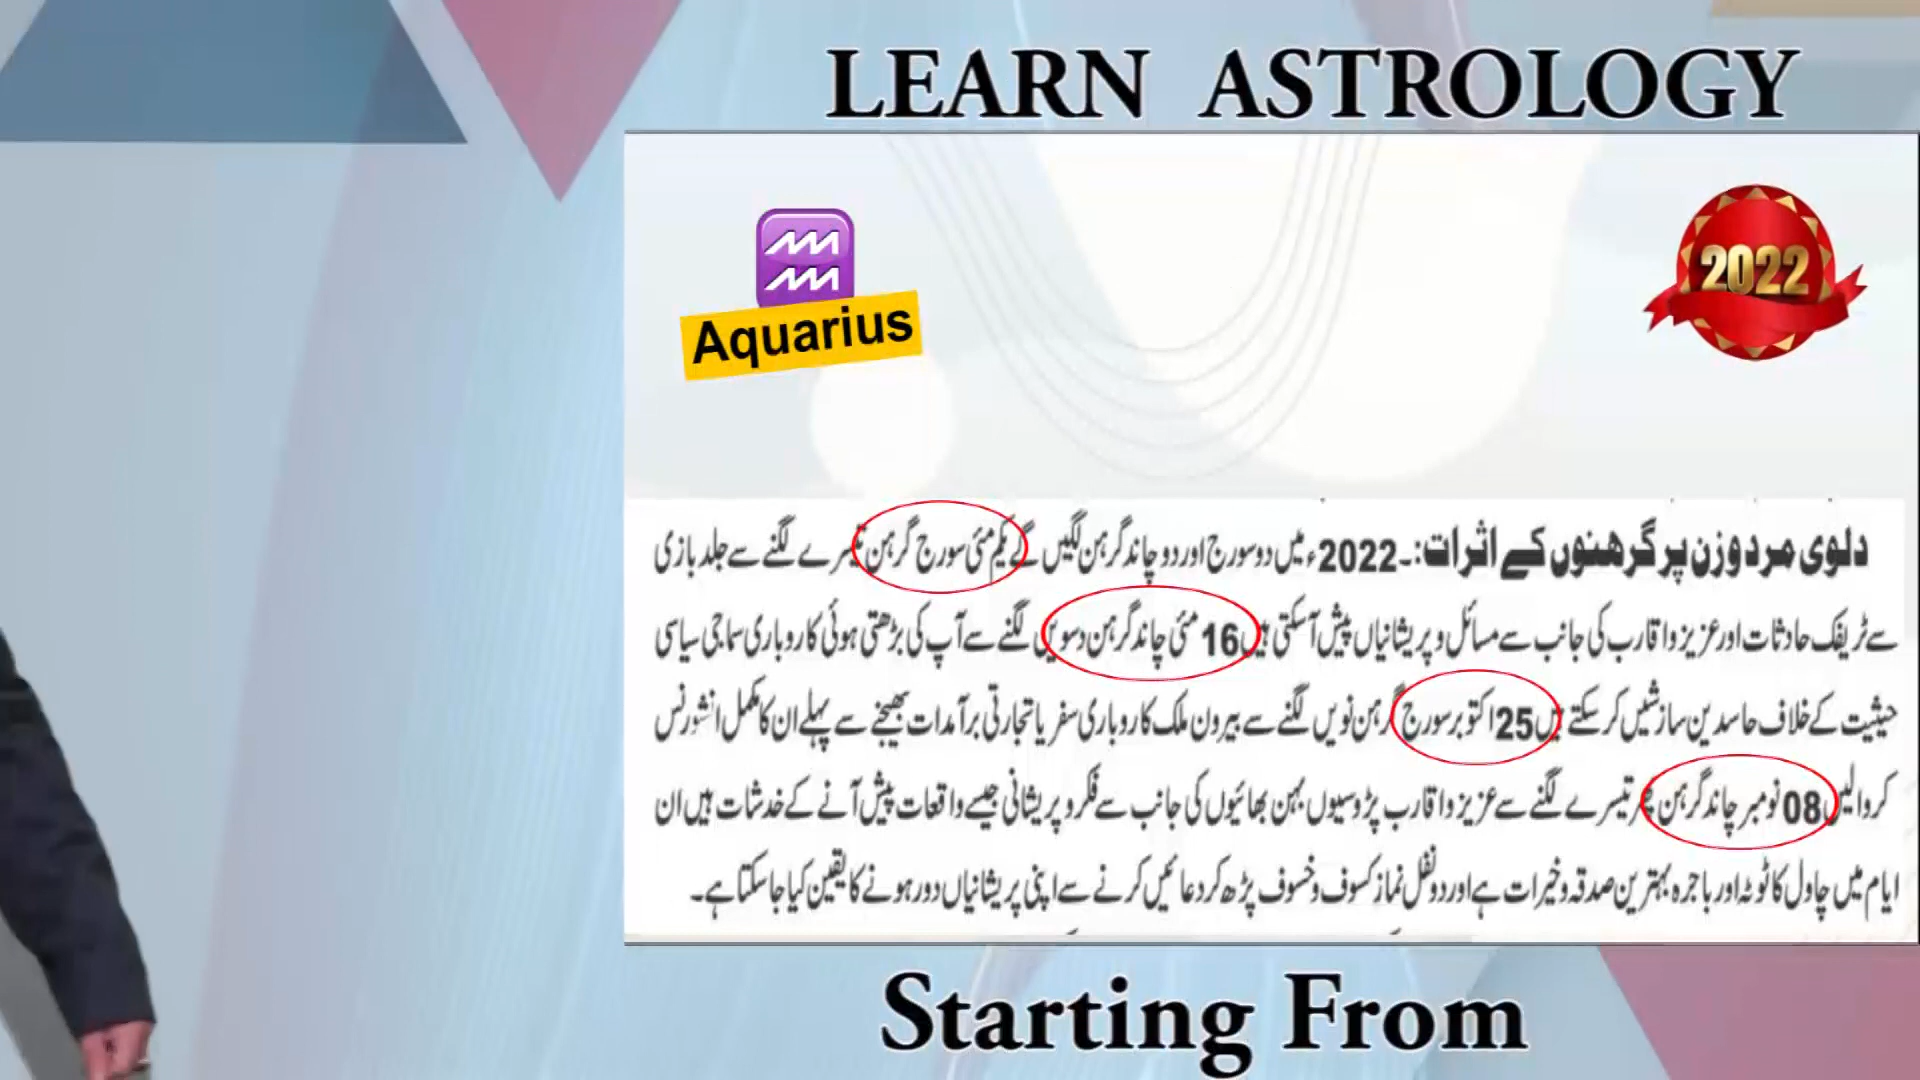 LEARN ASTROLOGY
2022
Aquarius
دلوی مرد و زن پر گرھنوں کے اثرات:۔ 2022ء میں دو سورج اور دو چاند گرہن لگیں گے یکم مئی سورج گرہن تیسرے لگنے سے جلد بازی
سے ٹریفک حادثات اور عزیز و اقارب کی جانب سے مسائل و پریشانیاں پیش آسکتی ہیں 16 مئی چاند گرہن دسویں لگنے سے آپ کی بڑھتی ہوئی کاروباری سماجی سیاسی
حیثیت کے خلاف حاسدین سازشیں کر سکتے ہیں 25 اکتوبر سورج گرہن نویں لگنے سے بیرون ملک کاروباری سفر یا تجارتی برآمدات بھیجنے سے پہلے ان کا مکمل انشورنس
کروالیں 08 نومبر چاند گرہن پھر تیسرے لگنے سے عزیز و اقارب پڑوسیوں بہن بھائیوں کی جانب سے فکر و پریشانی جیسے واقعات پیش آنے کے خدشات ہیں ان
ایام میں چاول کا ٹوٹہ اور باجرہ بہترین صدقہ و خیرات ہے اور دو نفل نماز کسوف و خسوف پڑھ کر دعائیں کرنے سے اپنی پریشانیاں دور ہونے کا یقین کیا جا سکتا ہے۔
Starting From